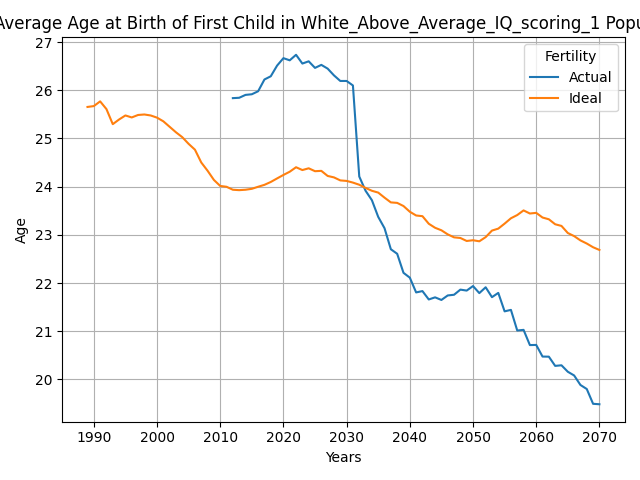 Average Age at Birth of First Child in White_Above_Average_IQ_scoring_1 Popu
Fertility
Actual
Ideal
27
26
25
24
23
22
21
20
Age
1990 2000 2010 2020 2030 2040 2050 2060 2070
Years